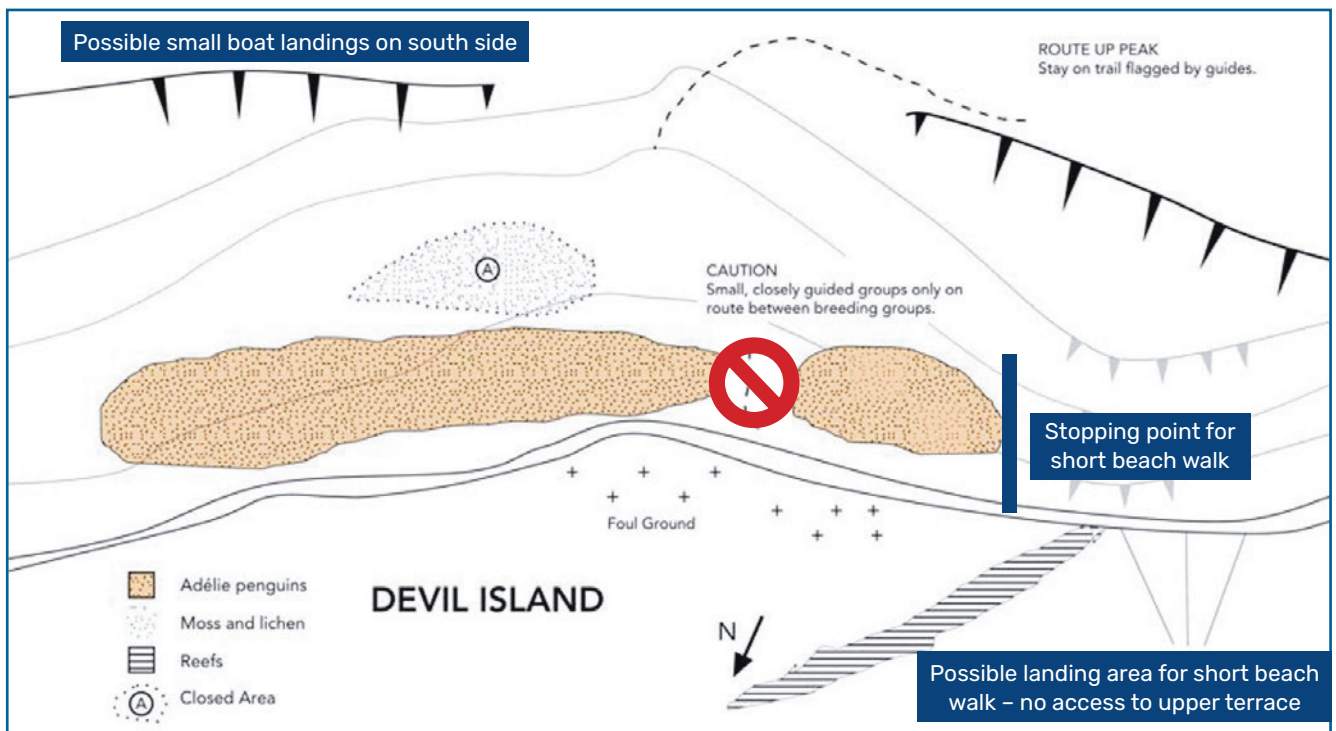 Possible small boat landings on south side
ROUTE UP PEAK
Stay on trail flagged by guides.
A
CAUTION
Small, closely guided groups only on
route between breeding groups.
Stopping point for
short beach walk
Foul Ground
DEVIL ISLAND
Adélie penguins
Moss and lichen
Reefs
A
Closed Area
N
Possible landing area for short beach
walk – no access to upper terrace